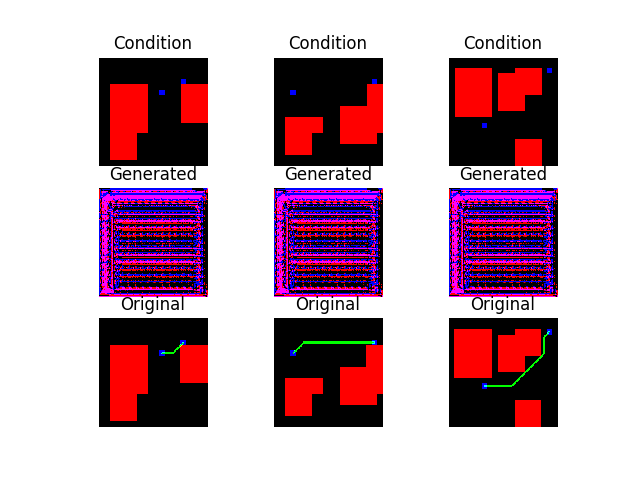 Condition Condition Condition
Generated Generated Generated
Original Original Original